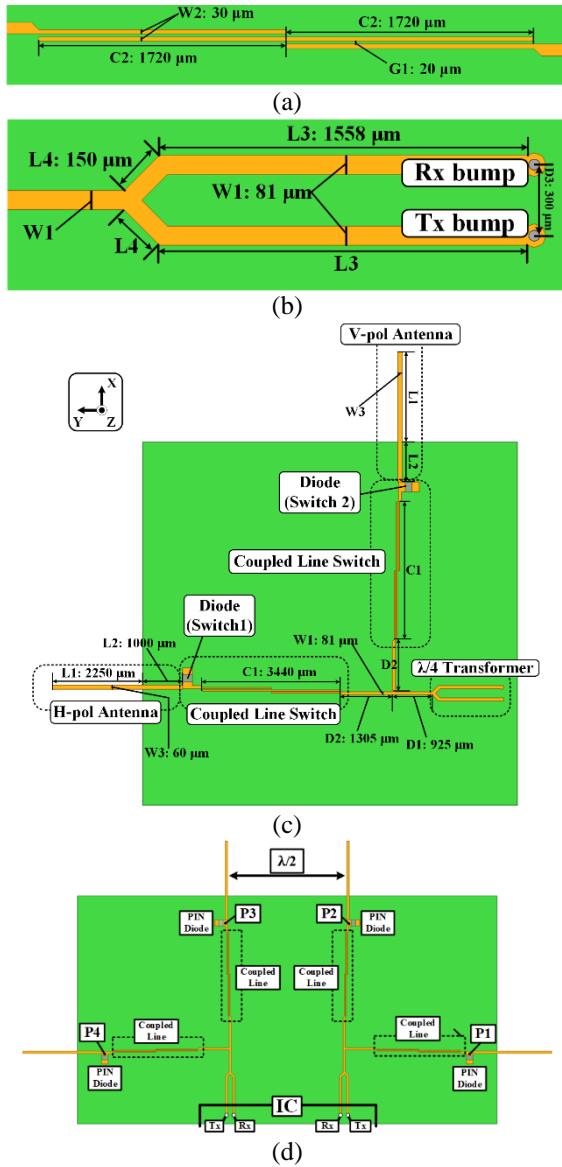 W2: 30 μm
C2: 1720 μm
C2: 1720 μm
G1: 20 μm
(a)
L3: 1558 μm
L4: 150 μm
W1: 81 μm
Rx bump
D3: 300 μm
Tx bump
W1
L4
L3
(b)
V-pol Antenna
X
Y
Z
W3
L1
L2
Diode
(Switch 2)
Coupled Line Switch
C1
Diode
(Switch1)
L2: 1000 μm
W1: 81 μm
D2
λ/4 Transformer
L1: 2250 μm
C1: 3440 μm
H-pol Antenna
Coupled Line Switch
W3: 60 μm
D2: 1305 μm
D1: 925 μm
(c)
λ/2
PIN
Diode
P3
P2
PIN
Diode
Coupled
Line
Coupled
Line
P4
Coupled
Line
Coupled
Line
P1
PIN
Diode
PIN
Diode
IC
Tx
Rx
Rx
Tx
(d)